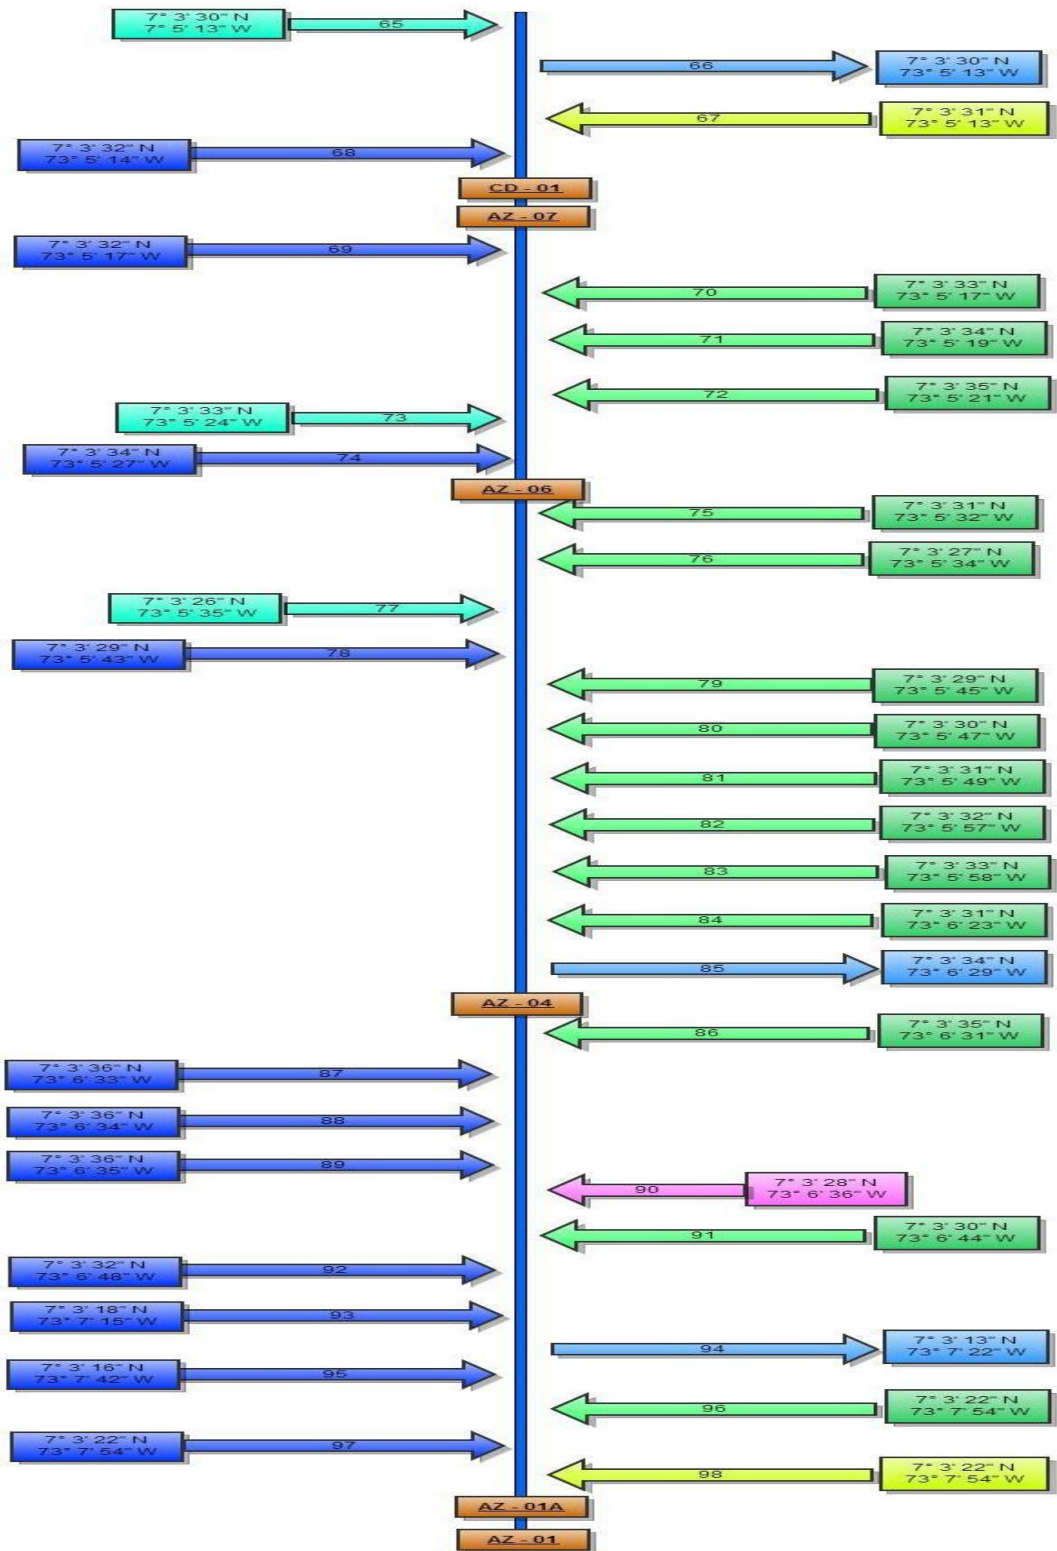 7° 3' 30" N
7° 5' 13" W
65
66
7° 3' 30" N
73° 5' 13" W
67
7° 3' 31" N
73° 5' 13" W
7° 3' 32" N
73° 5' 14" W
68
CD - 01
AZ - 07
7° 3' 32" N
73° 5' 17" W
69
70
7° 3' 33" N
73° 5' 17" W
71
7° 3' 34" N
73° 5' 19" W
72
7° 3' 35" N
73° 5' 21" W
7° 3' 33" N
73° 5' 24" W
73
7° 3' 34" N
73° 5' 27" W
74
AZ - 06
75
7° 3' 31" N
73° 5' 32" W
76
7° 3' 27" N
73° 5' 34" W
7° 3' 26" N
73° 5' 35" W
77
7° 3' 29" N
73° 5' 43" W
78
79
7° 3' 29" N
73° 5' 45" W
80
7° 3' 30" N
73° 5' 47" W
81
7° 3' 31" N
73° 5' 49" W
82
7° 3' 32" N
73° 5' 57" W
83
7° 3' 33" N
73° 5' 58" W
84
7° 3' 31" N
73° 6' 23" W
85
7° 3' 34" N
73° 6' 29" W
AZ - 04
86
7° 3' 35" N
73° 6' 31" W
7° 3' 36" N
73° 6' 33" W
87
7° 3' 36" N
73° 6' 34" W
88
7° 3' 36" N
73° 6' 35" W
89
90
7° 3' 28" N
73° 6' 36" W
91
7° 3' 30" N
73° 6' 44" W
7° 3' 32" N
73° 6' 48" W
92
7° 3' 18" N
73° 7' 15" W
93
94
7° 3' 13" N
73° 7' 22" W
7° 3' 16" N
73° 7' 42" W
95
96
7° 3' 22" N
73° 7' 54" W
7° 3' 22" N
73° 7' 54" W
97
98
7° 3' 22" N
73° 7' 54" W
AZ - 01A
AZ - 01